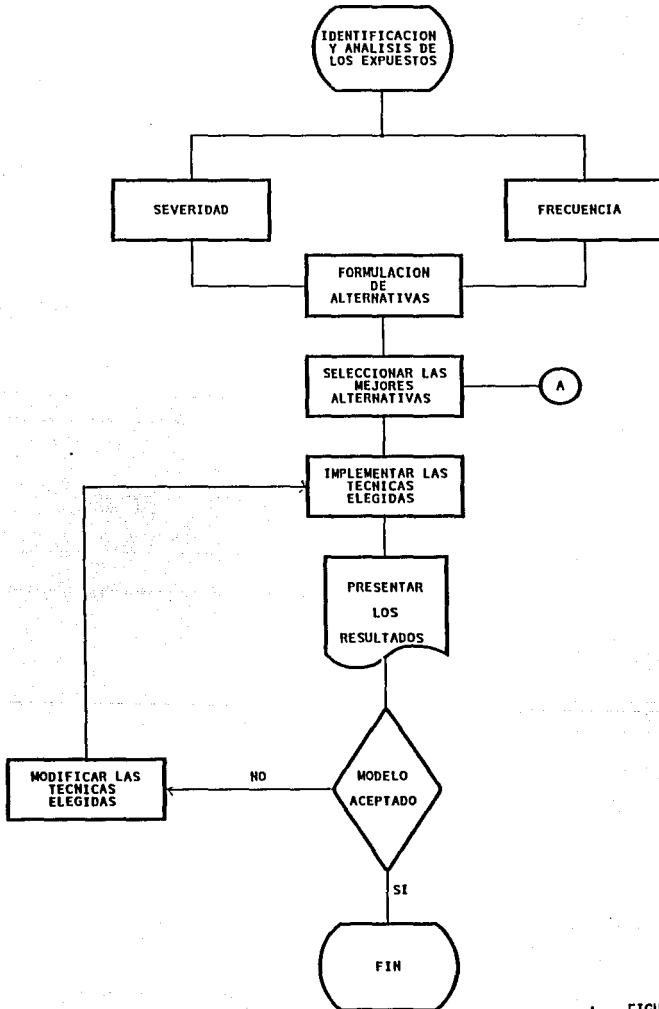 IDENTIFICACION
Y ANALISIS DE
LOS EXPUESTOS
SEVERIDAD
FRECUENCIA
FORMULACION
DE
ALTERNATIVAS
SELECCIONAR LAS
MEJORES
ALTERNATIVAS
A
IMPLEMENTAR LAS
TECNICAS
ELEGIDAS
PRESENTAR
LOS
RESULTADOS
MODIFICAR LAS
TECNICAS
ELEGIDAS
NO
MODELO
ACEPTADO
SI
FIN